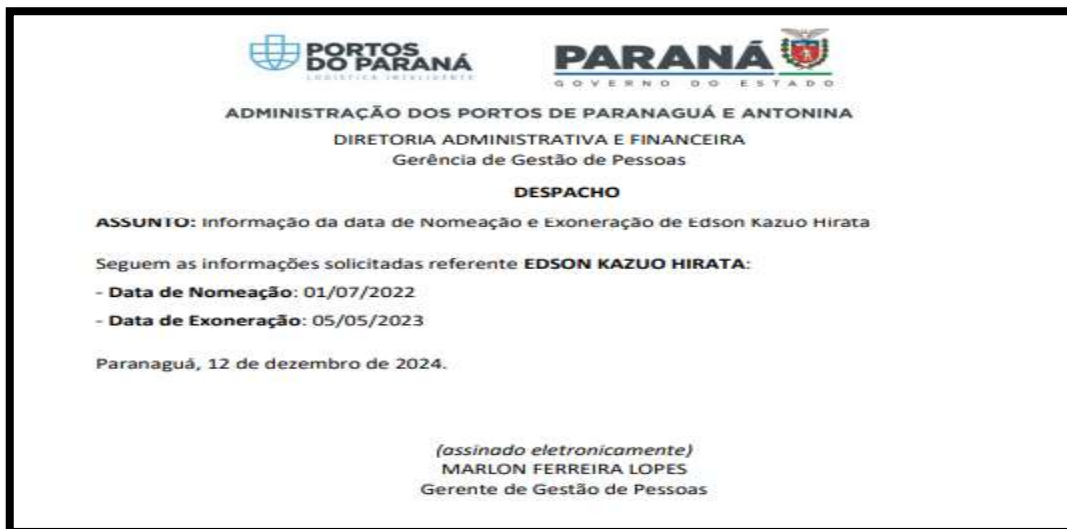 PORTOS
DO PARANÁ
LOGÍSTICA INTELIGENTE
PARANÁ
GOVERNO DO ESTADO
ADMINISTRAÇÃO DOS PORTOS DE PARANAGUÁ E ANTONINA
DIRETORIA ADMINISTRATIVA E FINANCEIRA
Gerência de Gestão de Pessoas
DESPACHO
ASSUNTO: Informação da data de Nomeação e Exoneração de Edson Kazuo Hirata
Seguem as informações solicitadas referente EDSON KAZUO HIRATA:
- Data de Nomeação: 01/07/2022
- Data de Exoneração: 05/05/2023
Paranaguá, 12 de dezembro de 2024.
(assinado eletronicamente)
MARLON FERREIRA LOPES
Gerente de Gestão de Pessoas